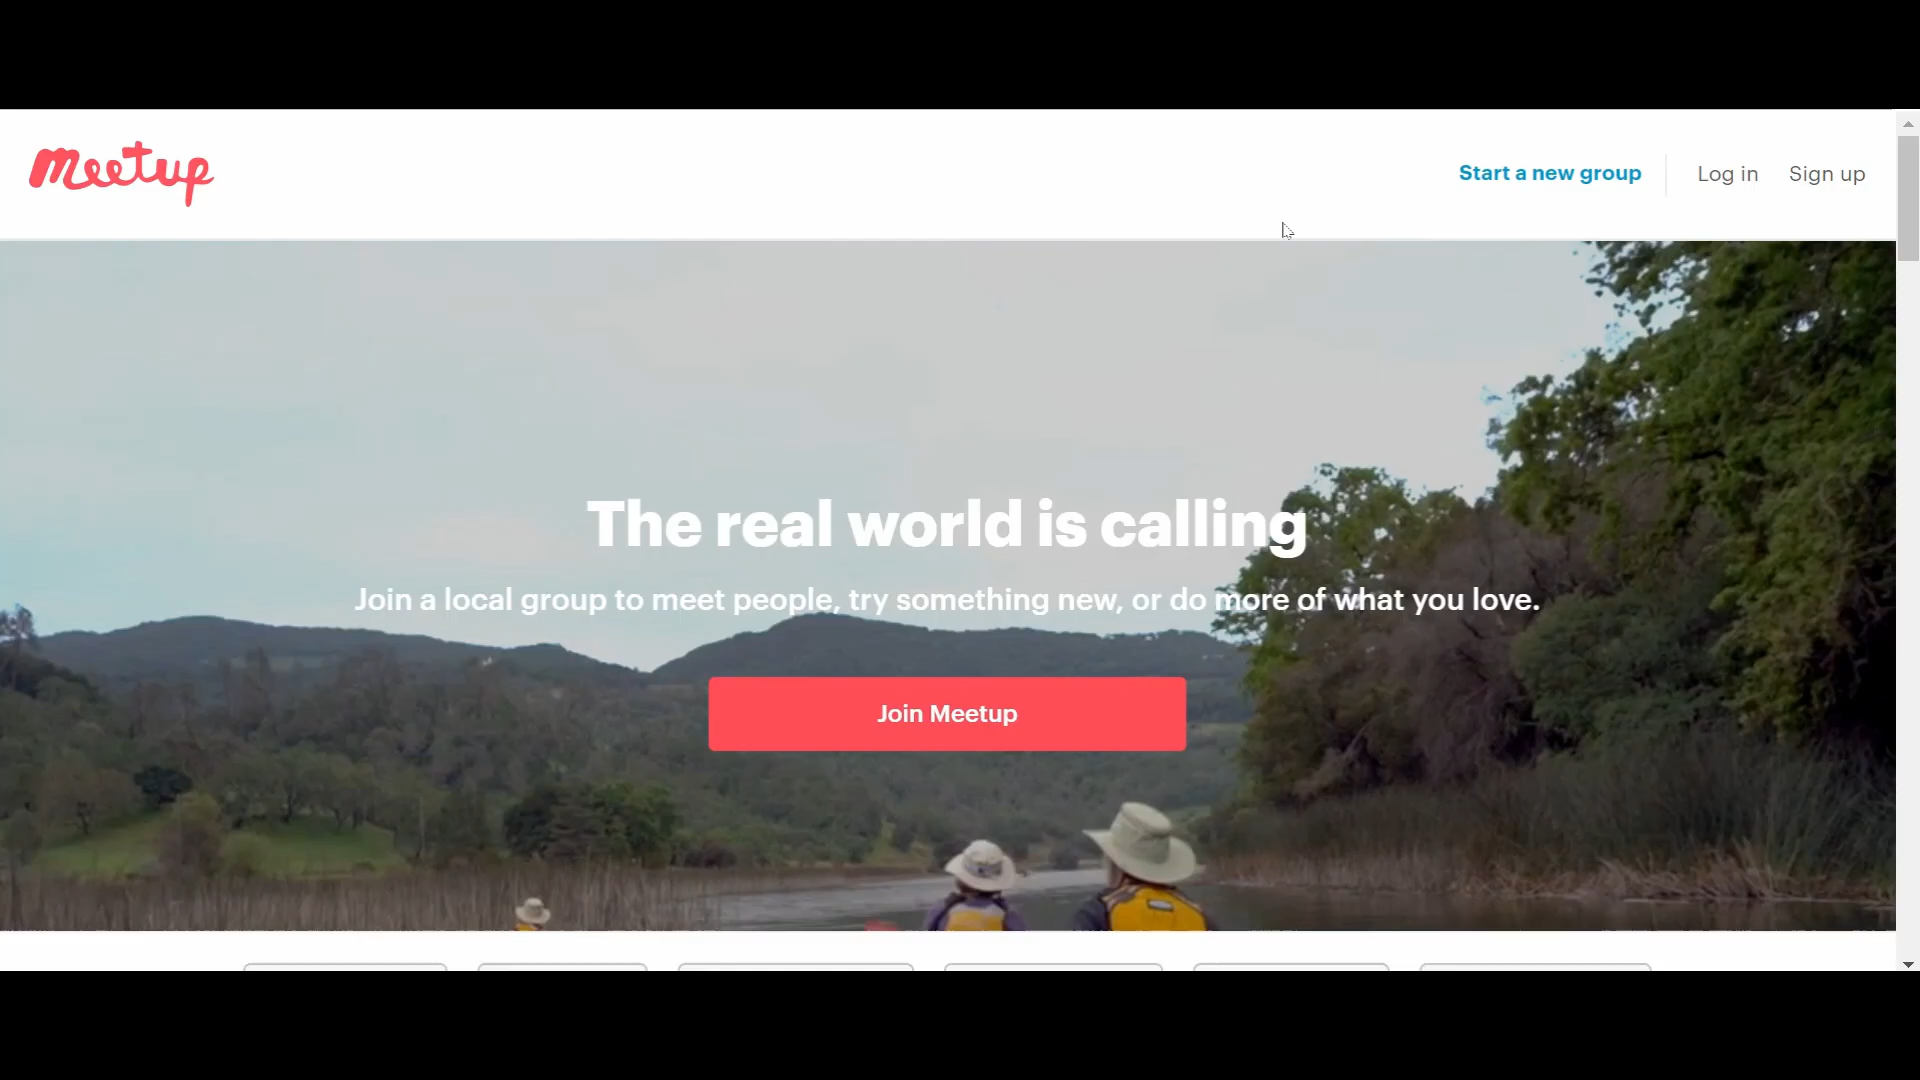 Meetup
Start a new group
Log in
Sign up
The real world is calling
Join a local group to meet people, try something new, or do more of what you love.
Join Meetup